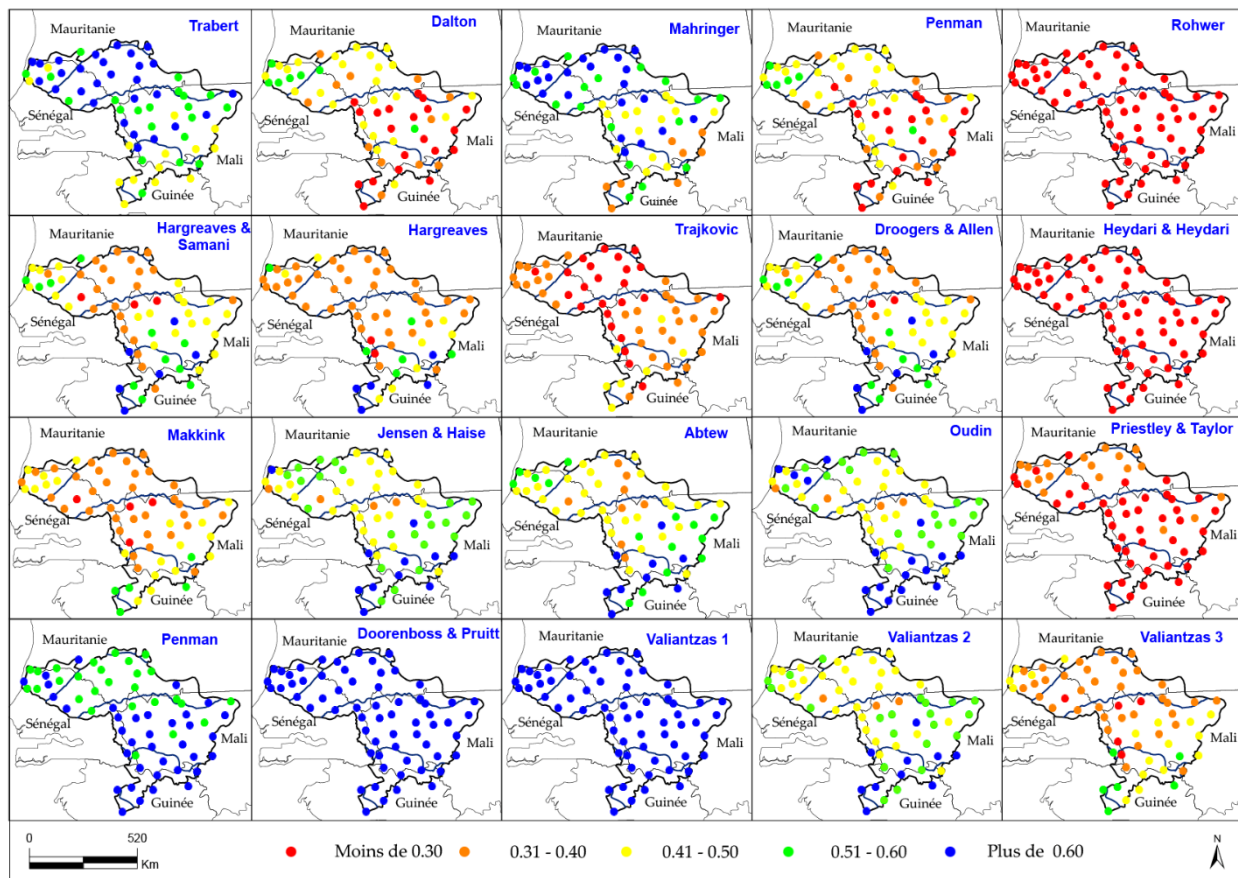 Trabert
Mauritanie
Sénégal
Mali
Guinée
Dalton
Mauritanie
Sénégal
Mali
Guinée
Mahringer
Mauritanie
Sénégal
Mali
Guinée
Penman
Mauritanie
Sénégal
Mali
Guinée
Rohwer
Mauritanie
Sénégal
Mali
Guinée
Hargreaves &
Samani
Mauritanie
Sénégal
Mali
Guinée
Hargreaves
Mauritanie
Sénégal
Mali
Guinée
Trajkovic
Mauritanie
Sénégal
Mali
Guinée
Droogers & Allen
Mauritanie
Sénégal
Mali
Guinée
Heydari & Heydari
Mauritanie
Sénégal
Mali
Guinée
Makkink
Mauritanie
Sénégal
Mali
Guinée
Jensen & Haise
Mauritanie
Sénégal
Mali
Guinée
Abtew
Mauritanie
Sénégal
Mali
Guinée
Oudin
Mauritanie
Sénégal
Mali
Guinée
Priestley & Taylor
Mauritanie
Sénégal
Mali
Guinée
Penman
Mauritanie
Sénégal
Mali
Guinée
Doorenboss & Pruitt
Mauritanie
Sénégal
Mali
Guinée
Valiantzas 1
Mauritanie
Sénégal
Mali
Guinée
Valiantzas 2
Mauritanie
Sénégal
Mali
Guinée
Valiantzas 3
Mauritanie
Sénégal
Mali
Guinée
0 520
Km
Moins de 0.30 0.31 - 0.40 0.41 - 0.50 0.51 - 0.60 Plus de 0.60
N